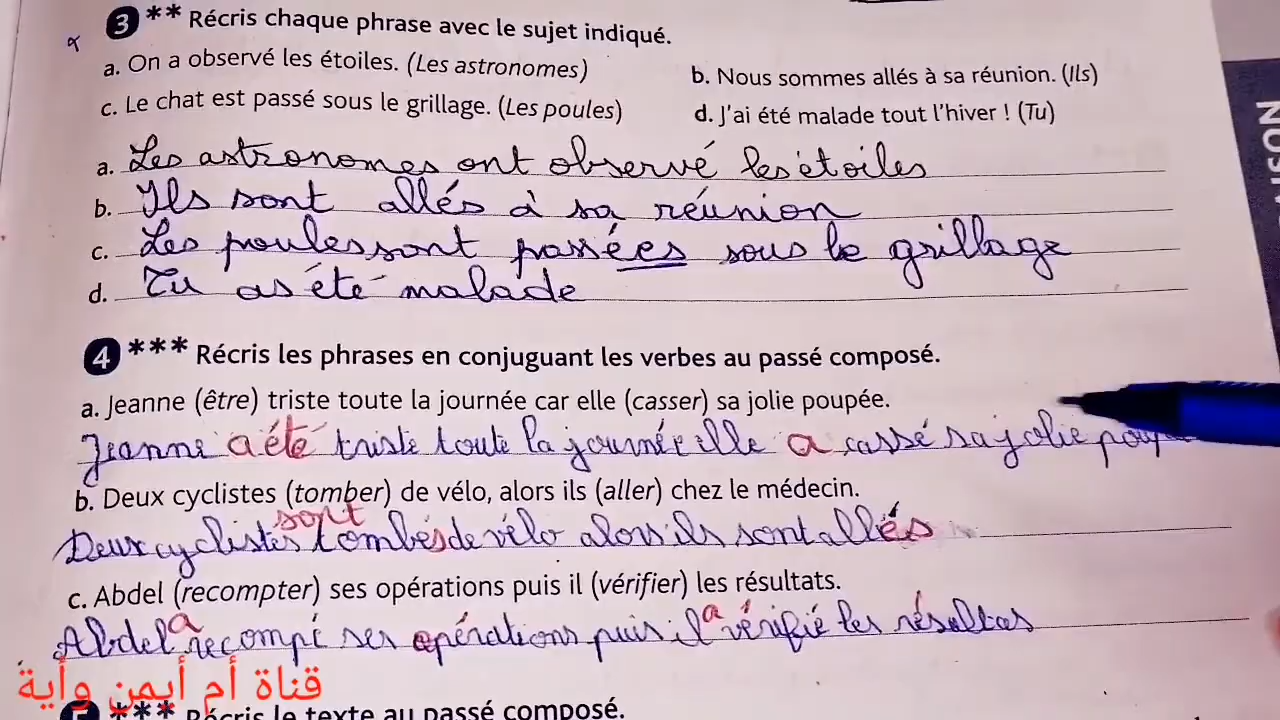 3 ** Récris chaque phrase avec le sujet indiqué.
a. On a observé les étoiles. (Les astronomes)
b. Nous sommes allés à sa réunion. (Ils)
c. Le chat est passé sous le grillage. (Les poules)
d. J'ai été malade tout l'hiver ! (Tu)
a. Les astronomes ont observé les étoiles
b. Ils sont allés à sa réunion
c. Les poules sont passées sous le grillage
d. Tu as été malade
4 *** Récris les phrases en conjuguant les verbes au passé composé.
a. Jeanne (être) triste toute la journée car elle (casser) sa jolie poupée.
Jeanne a été triste toute la journée elle a cassé sa jolie
b. Deux cyclistes (tomber) de vélo, alors ils (aller) chez le médecin.
Deux cyclistes sont tombés de vélo alors ils sont allés
c. Abdel (recompter) ses opérations puis il (vérifier) les résultats.
Abdel a recompé ses opérations puis il a vérifié les résultas
قناة أم أيمن وأية
5 *** Récris le texte au passé composé.